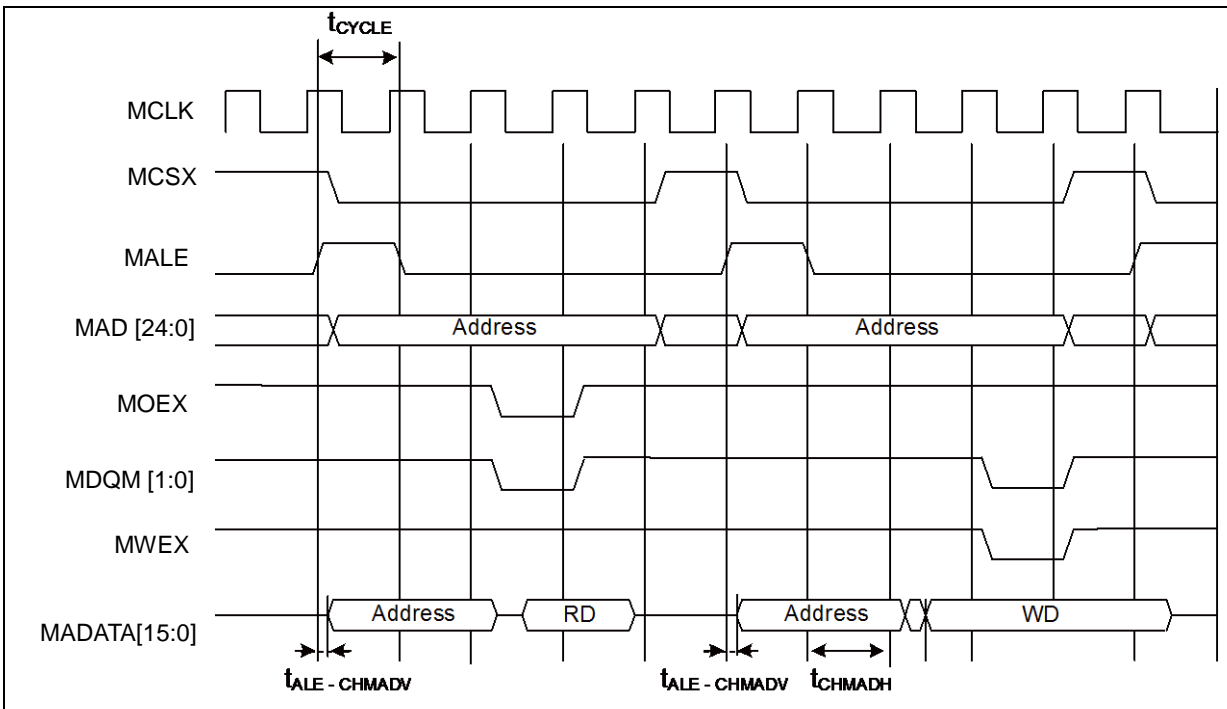 tCYCLE
MCLK
MCSX
MALE
MAD [24:0]
Address
Address
MOEX
MDQM [1:0]
MWEX
MADATA[15:0]
Address
RD
Address
WD
tALE - CHMADV
tALE - CHMADV
tCHMADH